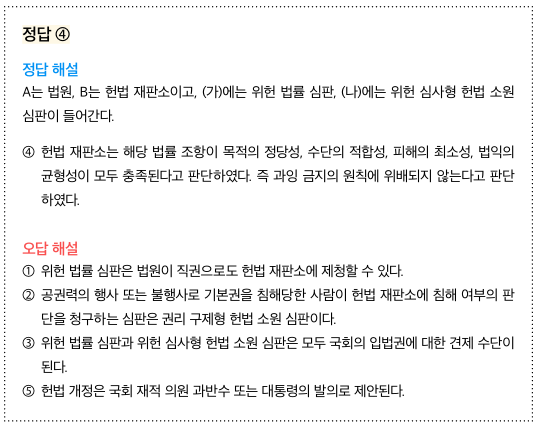 정답 ④
정답 해설
A는 법원, B는 헌법 재판소이고, (가)에는 위헌 법률 심판, (나)에는 위헌 심사형 헌법 소원
심판이 들어간다.
④ 헌법 재판소는 해당 법률 조항이 목적의 정당성, 수단의 적합성, 피해의 최소성, 법익의
균형성이 모두 충족된다고 판단하였다. 즉 과잉 금지의 원칙에 위배되지 않는다고 판단
하였다.
오답 해설
① 위헌 법률 심판은 법원이 직권으로도 헌법 재판소에 제청할 수 있다.
② 공권력의 행사 또는 불행사로 기본권을 침해당한 사람이 헌법 재판소에 침해 여부의 판
단을 청구하는 심판은 권리 구제형 헌법 소원 심판이다.
③ 위헌 법률 심판과 위헌 심사형 헌법 소원 심판은 모두 국회의 입법권에 대한 견제 수단이
된다.
⑤ 헌법 개정은 국회 재적 의원 과반수 또는 대통령의 발의로 제안된다.